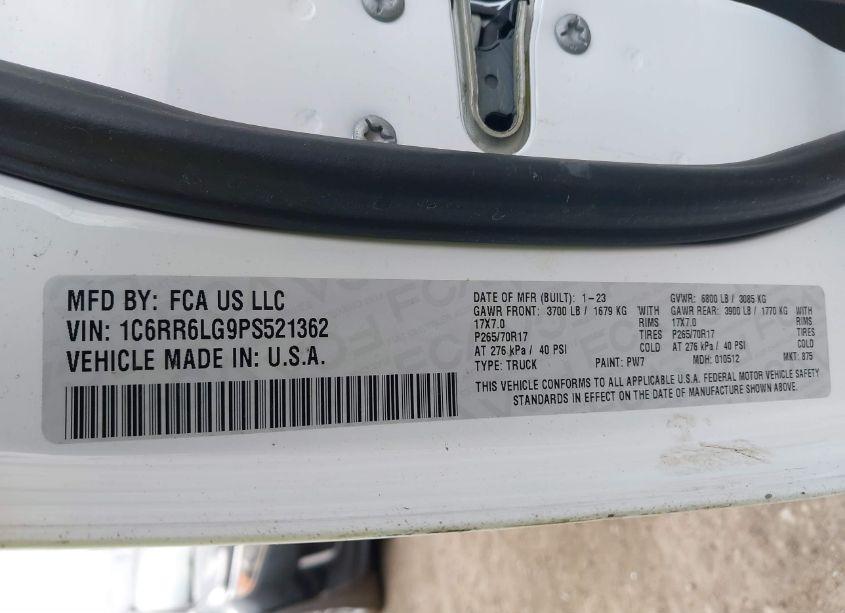 MFD BY: FCA US LLC
VIN: 1C6RR6LG9PS521362
VEHICLE MADE IN: U.S.A.
DATE OF MFR (BUILT): 1-23 GVWR: 6800 LB / 3085 KG
GAWR FRONT: 3700 LB / 1679 KG WITH GAWR REAR: 3900 LB / 1770 KG WITH
17X7.0 RIMS 17X7.0 RIMS
P265/70R17 TIRES P265/70R17 TIRES
AT 276 kPa / 40 PSI COLD AT 276 kPa / 40 PSI COLD
TYPE: TRUCK PAINT: PW7 MDH: 010512 MKT: 875
THIS VEHICLE CONFORMS TO ALL APPLICABLE U.S.A. FEDERAL MOTOR VEHICLE SAFETY
STANDARDS IN EFFECT ON THE DATE OF MANUFACTURE SHOWN ABOVE.